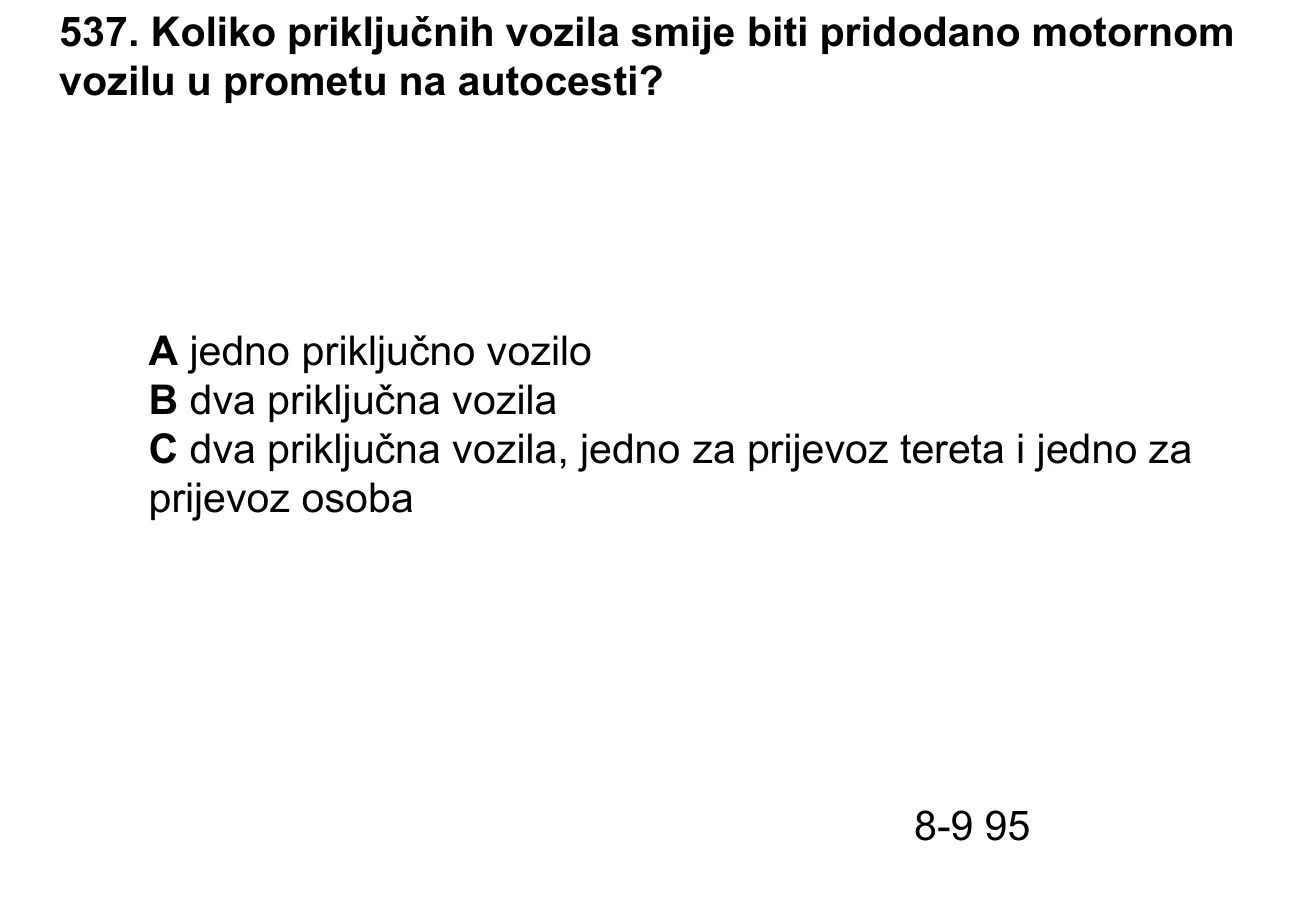 537. Koliko priključnih vozila smije biti pridodano motornom
vozilu u prometu na autocesti?
A jedno priključno vozilo
B dva priključna vozila
C dva priključna vozila, jedno za prijevoz tereta i jedno za
prijevoz osoba
8-9 95